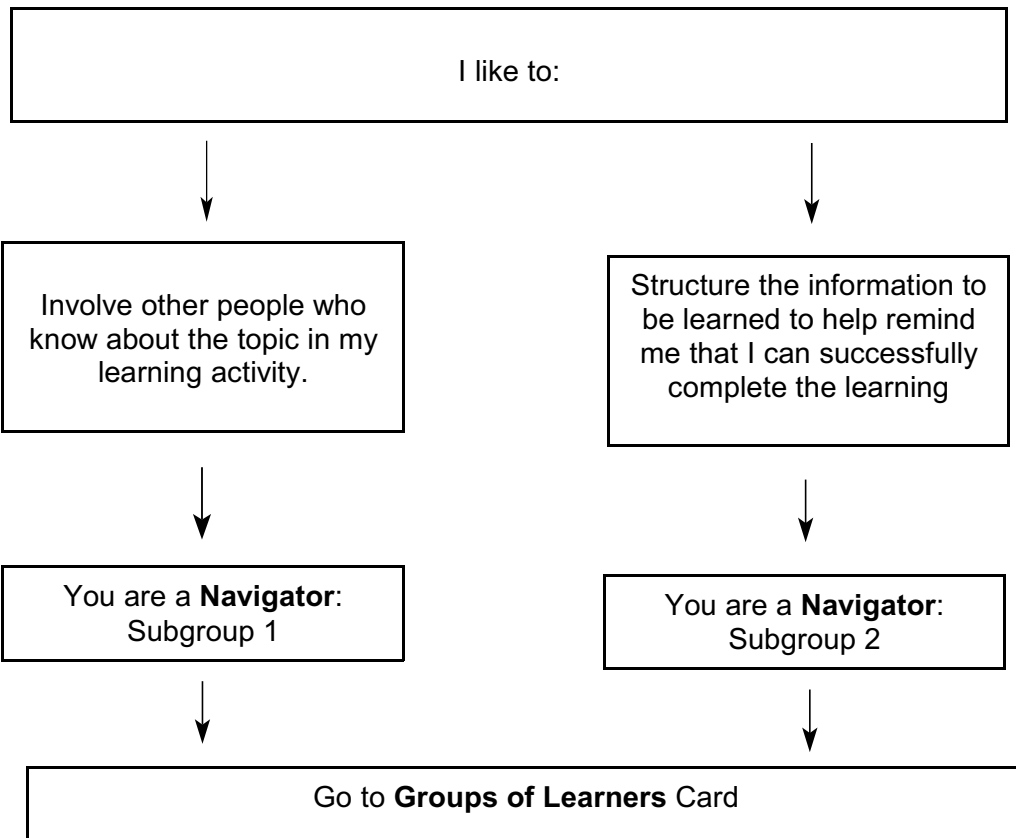 I like to:
Involve other people who
know about the topic in my
learning activity.
Structure the information to
be learned to help remind
me that I can successfully
complete the learning
You are a Navigator:
Subgroup 1
You are a Navigator:
Subgroup 2
Go to Groups of Learners Card